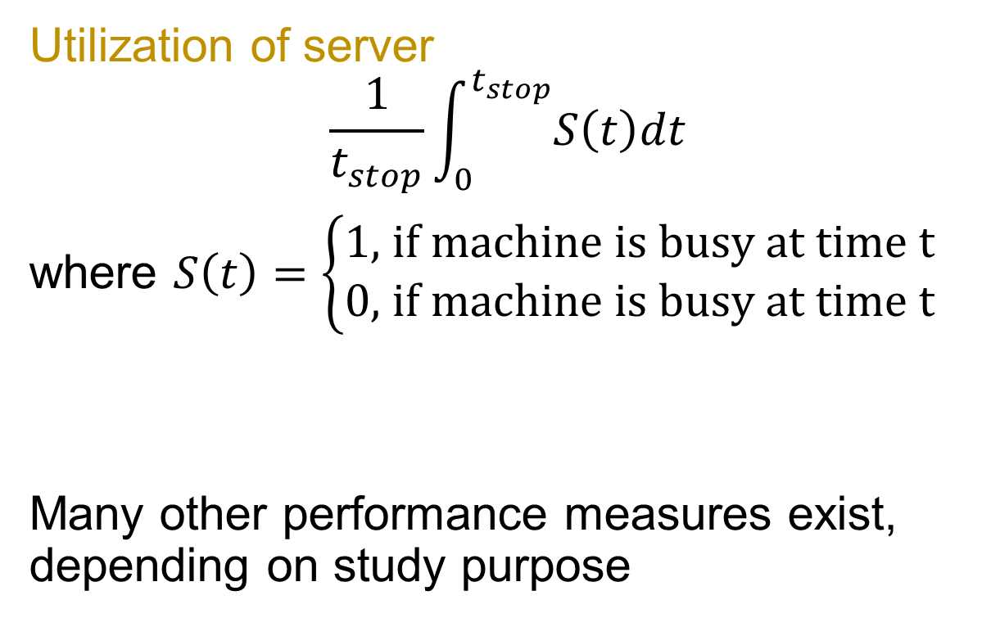 Utilization of server
\frac{1}{t_{stop}} \int_{0}^{t_{stop}} S(t)dt
where S(t) = \begin{cases} 1, \text{if machine is busy at time t} \\ 0, \text{if machine is busy at time t} \end{cases}
Many other performance measures exist,
depending on study purpose